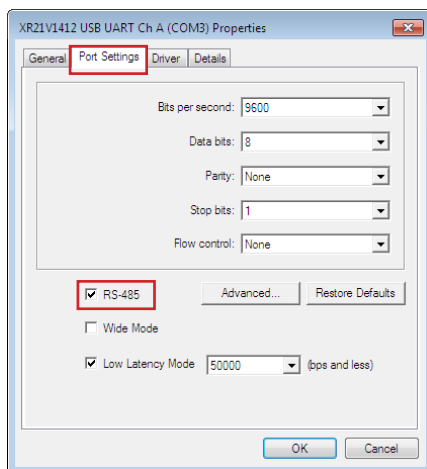 XR21V1412 USB UART Ch A (COM3) Properties
General Port Settings Driver Details
Bits per second: 9600
Data bits: 8
Parity: None
Stop bits: 1
Flow control: None
RS-485 Advanced... Restore Defaults
Wide Mode
Low Latency Mode 50000 (bps and less)
OK Cancel